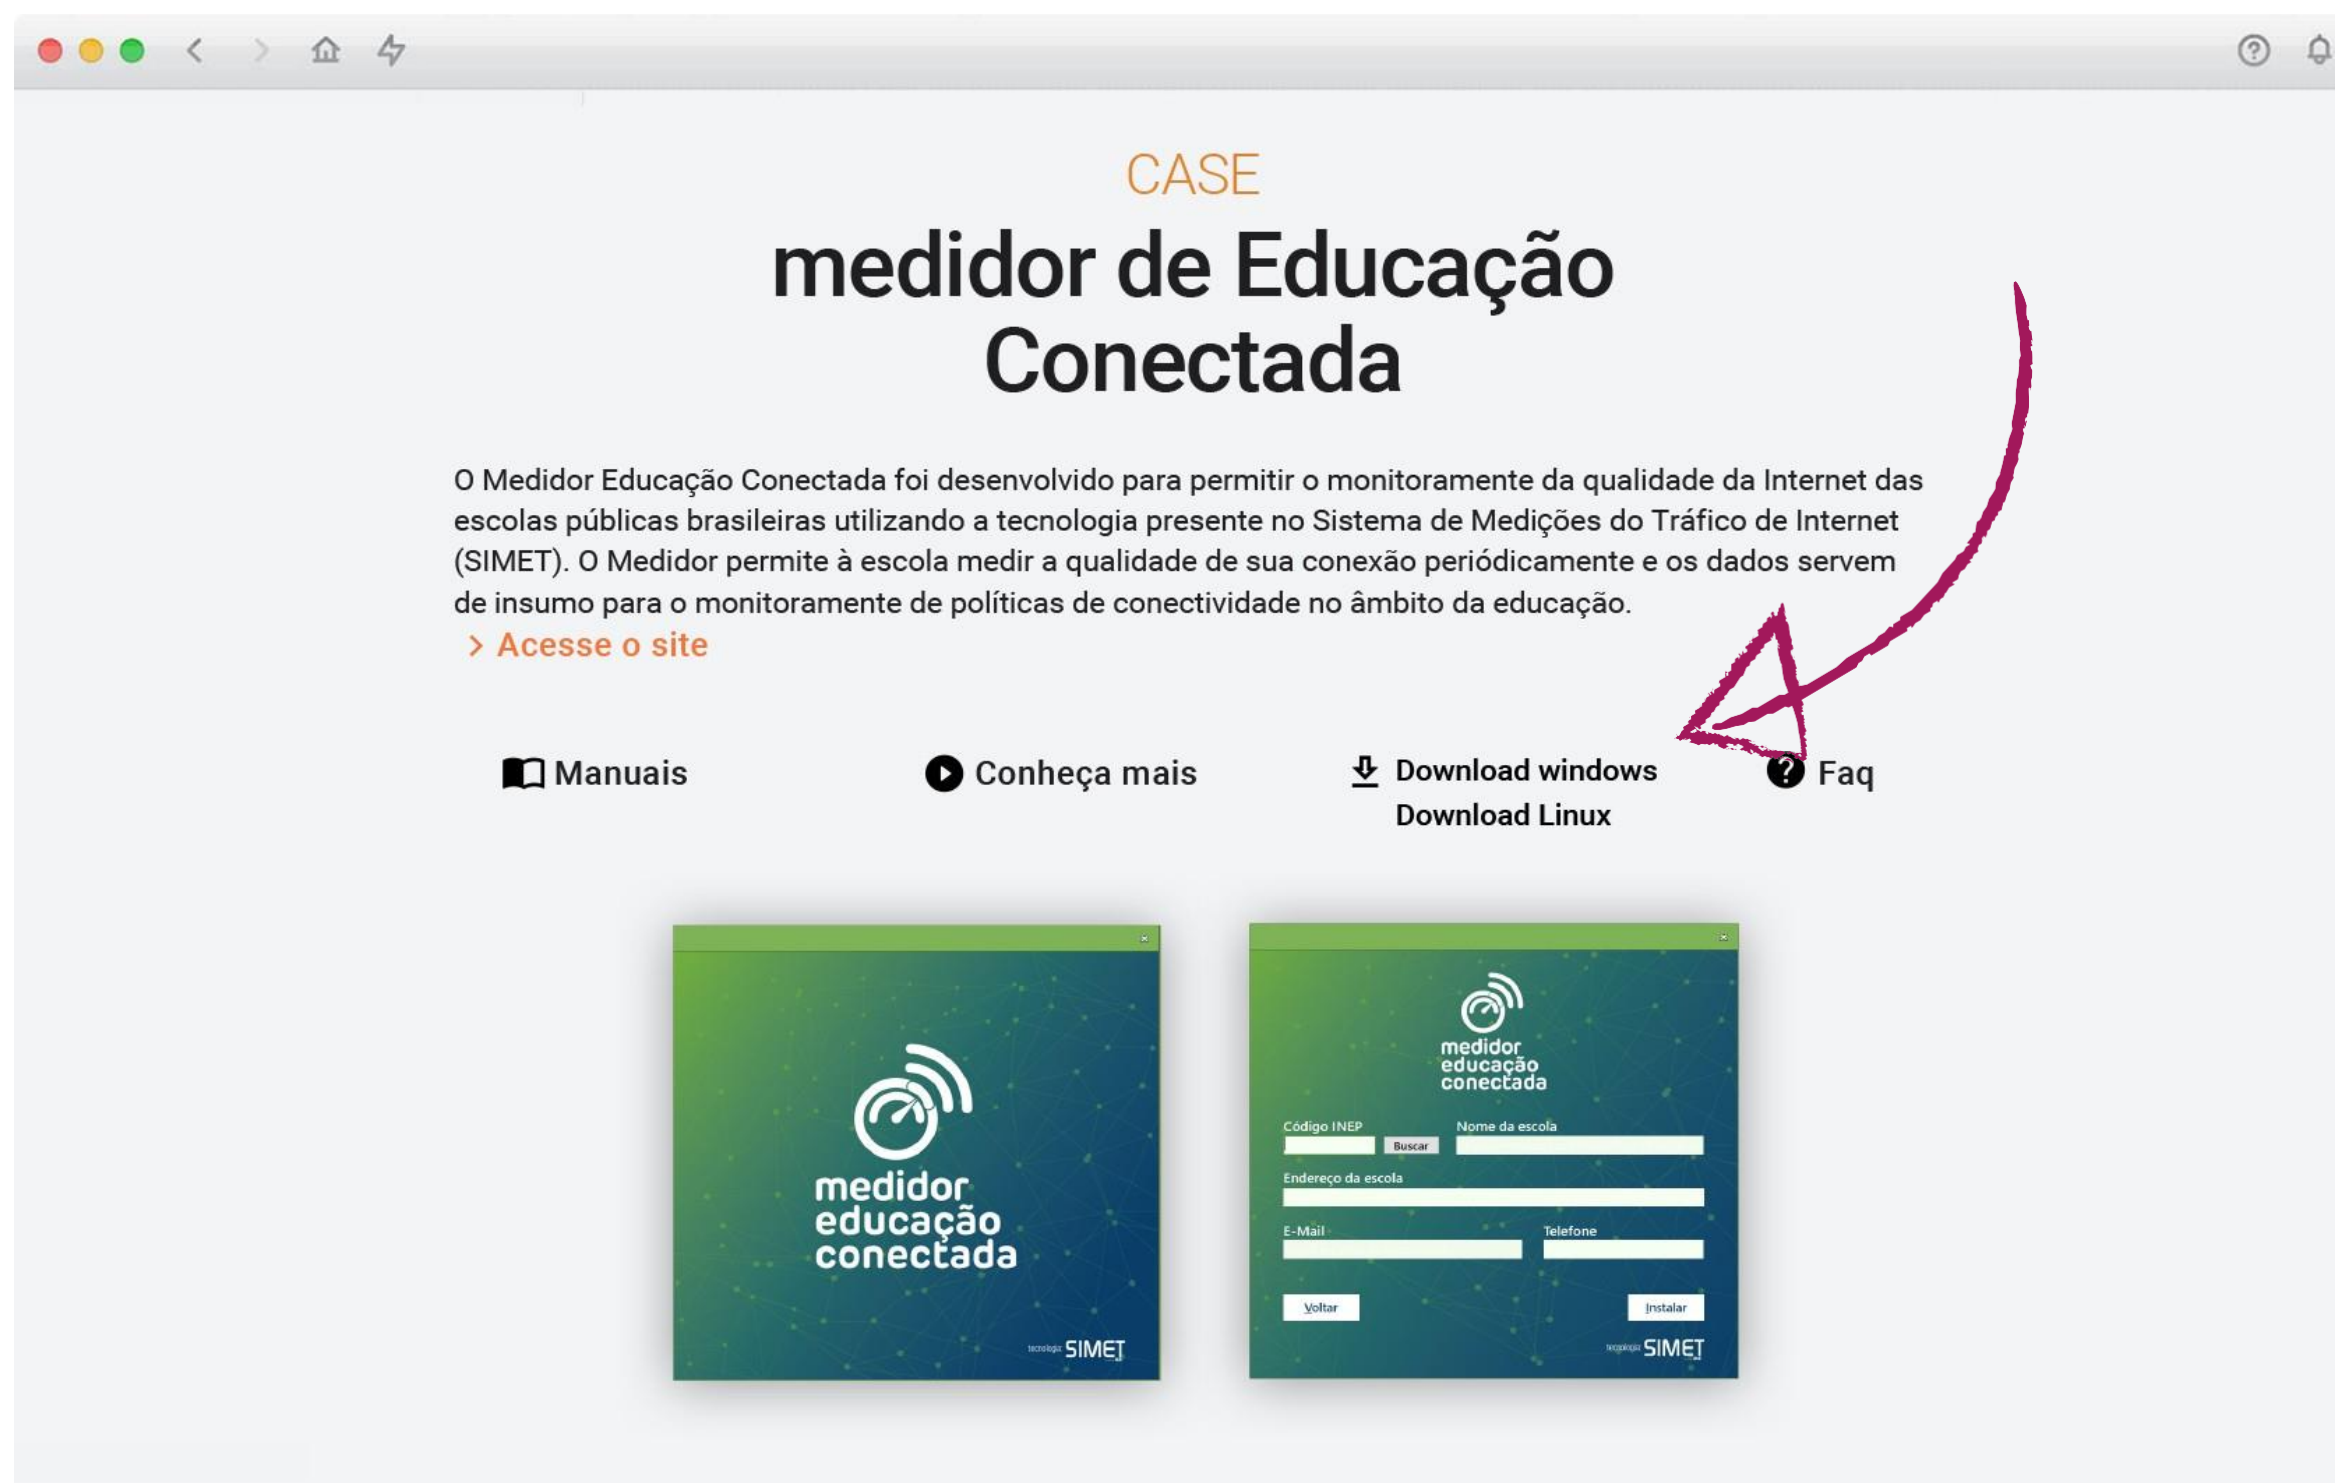 CASE
medidor de Educação
Conectada
O Medidor Educação Conectada foi desenvolvido para permitir o monitoramente da qualidade da Internet das
escolas públicas brasileiras utilizando a tecnologia presente no Sistema de Medições do Tráfico de Internet
(SIMET). O Medidor permite à escola medir a qualidade de sua conexão periódicamente e os dados servem
de insumo para o monitoramente de políticas de conectividade no âmbito da educação.
> Acesse o site
Manuais
Conheça mais
Download windows
Download Linux
Faq
medidor
educação
conectada
tecnologia: SIMET
medidor
educação
conectada
Código INEP
Buscar
Nome da escola
Endereço da escola
E-Mail
Telefone
Voltar
Instalar
tecnologia: SIMET